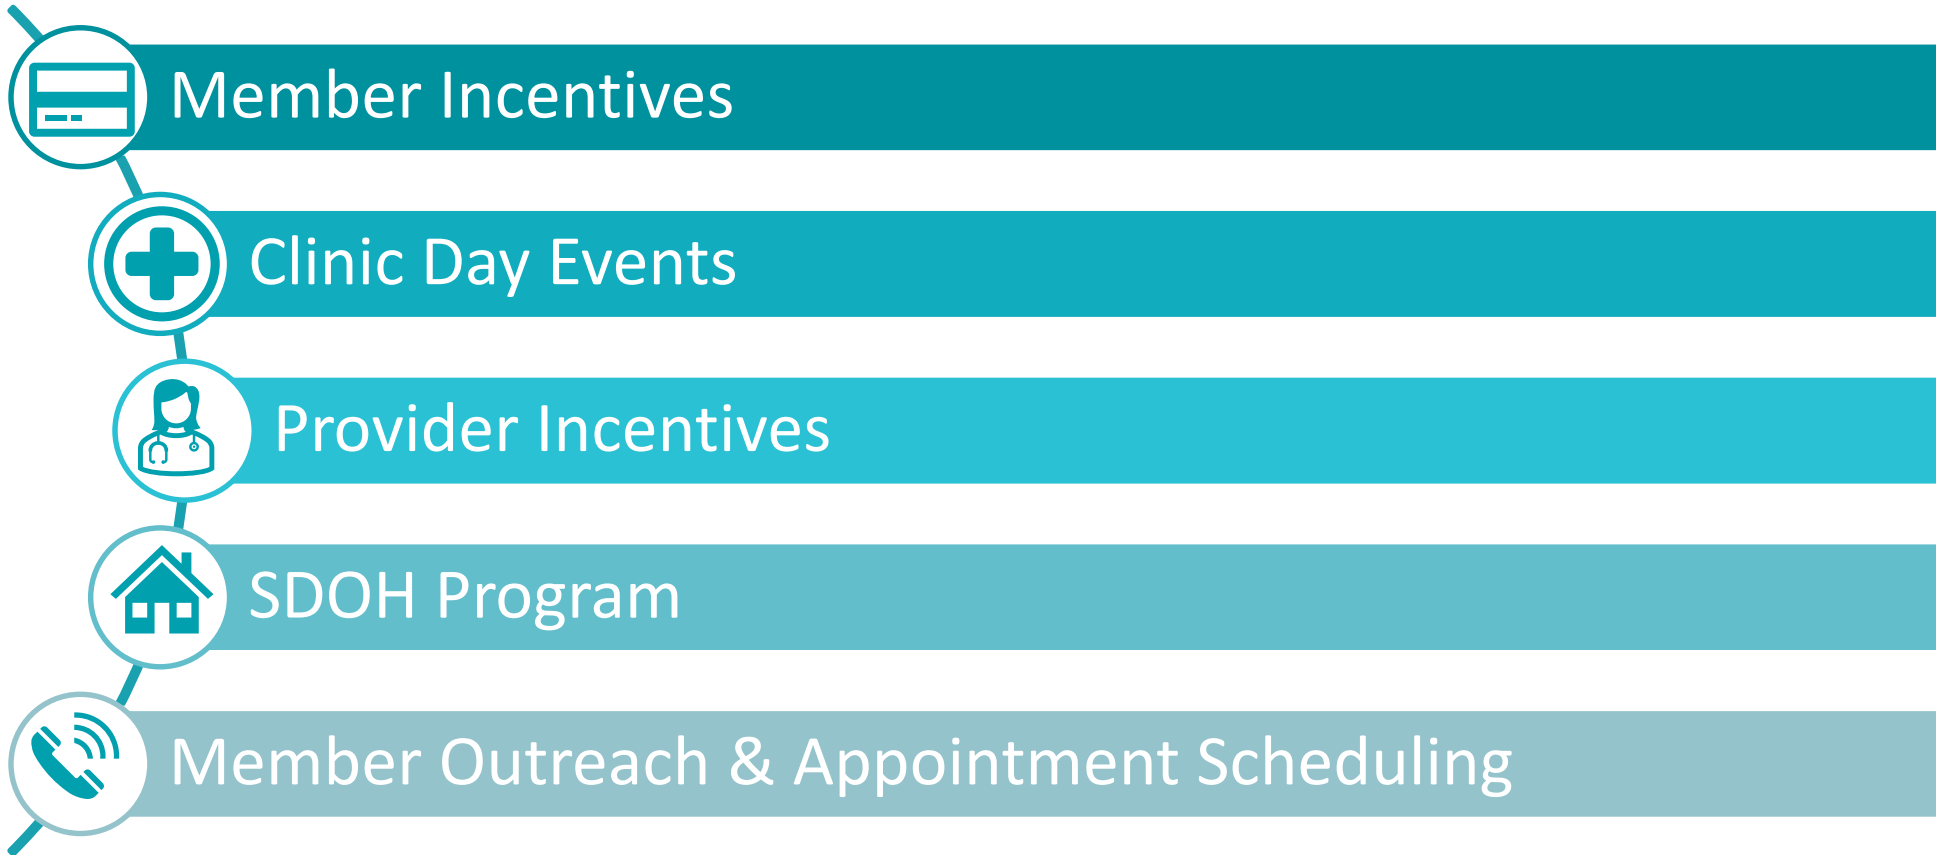 Member Incentives
Clinic Day Events
Provider Incentives
SDOH Program
Member Outreach & Appointment Scheduling